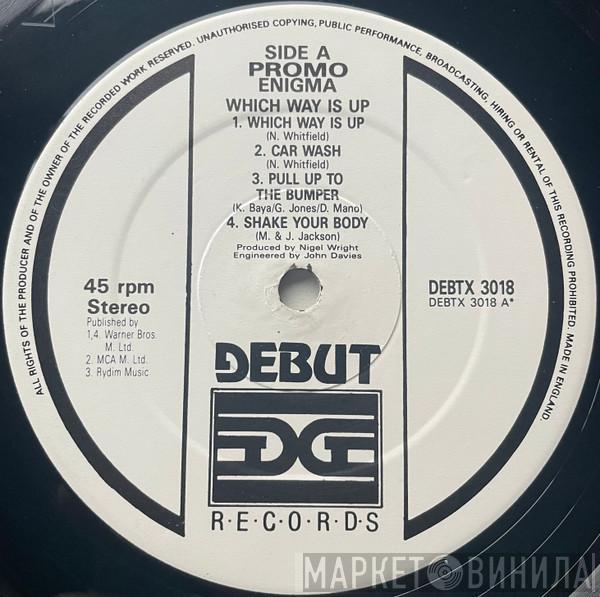 ALL RIGHTS OF THE PRODUCER AND OF THE OWNER OF THE RECORDED WORK RESERVED. UNAUTHORISED COPYING, PUBLIC PERFORMANCE, BROADCASTING, HIRING OR RENTAL OF THIS RECORDING PROHIBITED. MADE IN ENGLAND.
SIDE A
PROMO
ENIGMA
WHICH WAY IS UP
1. WHICH WAY IS UP
(N. Whitfield)
2. CAR WASH
(N. Whitfield)
3. PULL UP TO
THE BUMPER
(K. Baya/G. Jones/D. Mano)
4. SHAKE YOUR BODY
(M. & J. Jackson)
Produced by Nigel Wright
Engineered by John Davies
45 rpm
Stereo
Published by
1,4. Warner Bros.
M. Ltd.
2. MCA M. Ltd.
3. Rydim Music
DEBTX 3018
DEBTX 3018 A*
DEBUT
R·E·C·O·R·D·S
МАРКЕТ ВИНИЛА